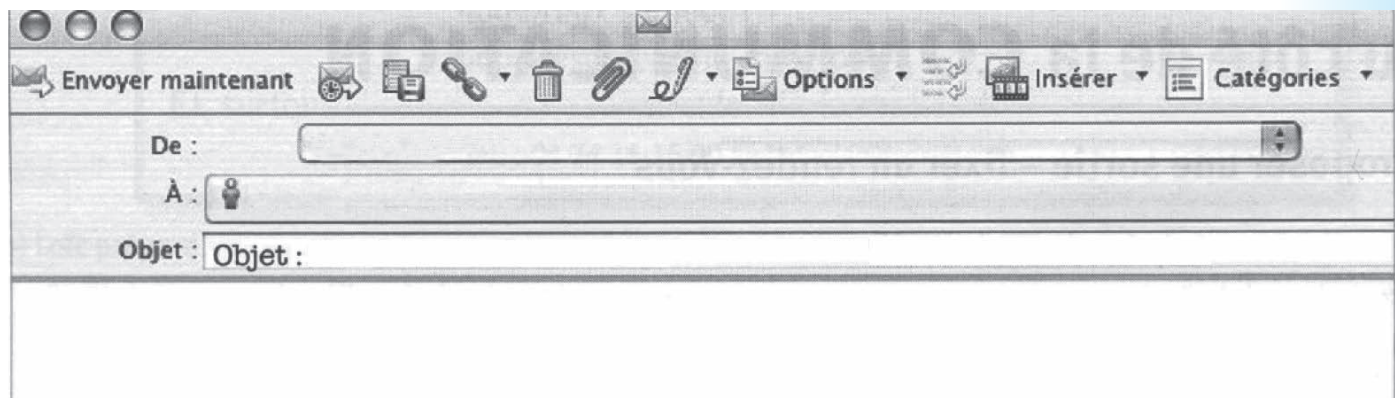 Envoyer maintenant Options Insérer Catégories
De :
À :
Objet : Objet :